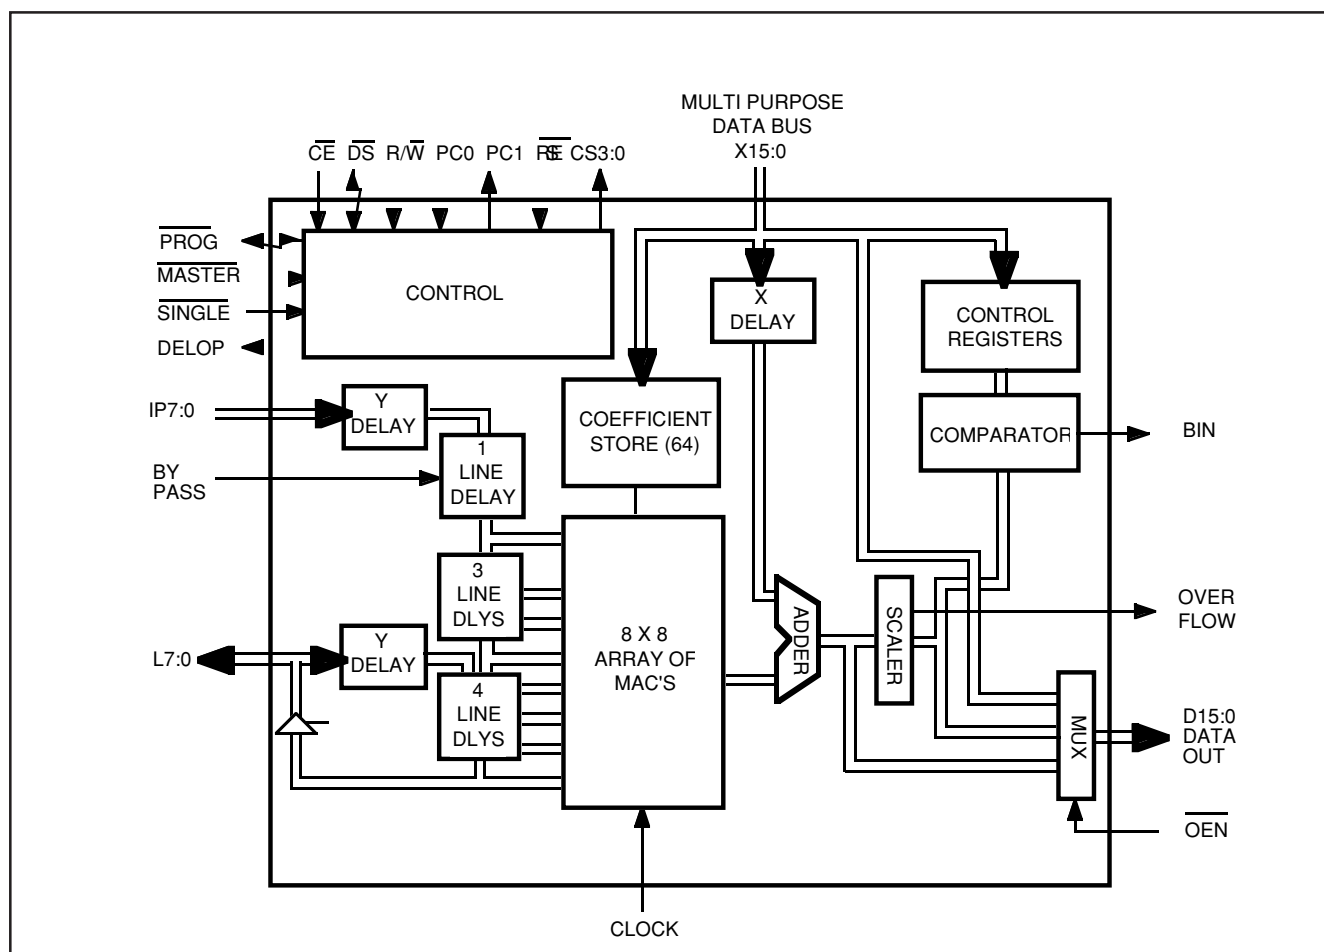 MULTI PURPOSE
DATA BUS
X15:0
CE DS R/W PC0 PC1 CS3:0
PROG
MASTER
SINGLE
DELOP
CONTROL
X
DELAY
CONTROL
REGISTERS
IP7:0
Y
DELAY
COEFFICIENT
STORE (64)
COMPARATOR
BIN
BY
PASS
1
LINE
DELAY
3
LINE
DLYS
8 X 8
ARRAY OF
MAC'S
ADDER
SCALER
OVER
FLOW
L7:0
Y
DELAY
4
LINE
DLYS
MUX
D15:0
DATA
OUT
OEN
CLOCK